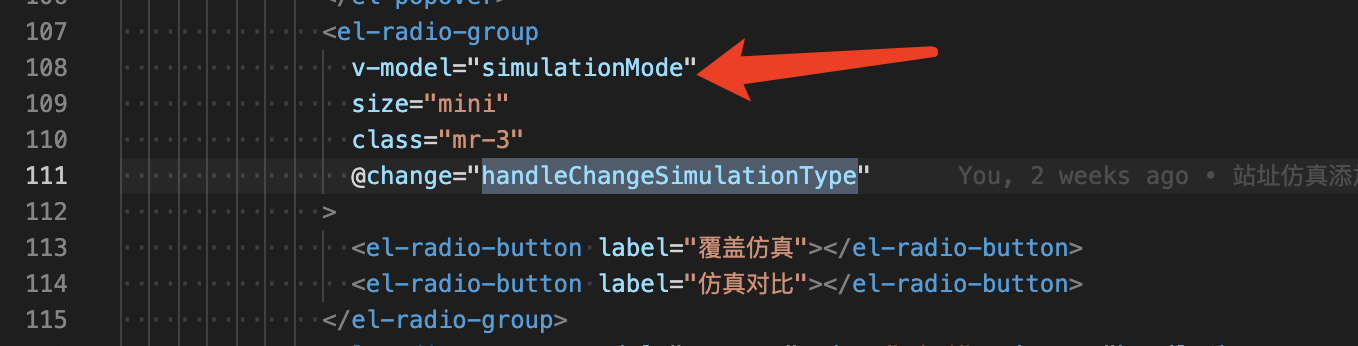 </el-popover>
107 <el-radio-group
108 v-model="simulationMode"
109 size="mini"
110 class="mr-3"
111 @change="handleChangeSimulationType" You, 2 weeks ago • 站址仿真添
112 >
113 <el-radio-button label="覆盖仿真"></el-radio-button>
114 <el-radio-button label="仿真对比"></el-radio-button>
115 </el-radio-group>